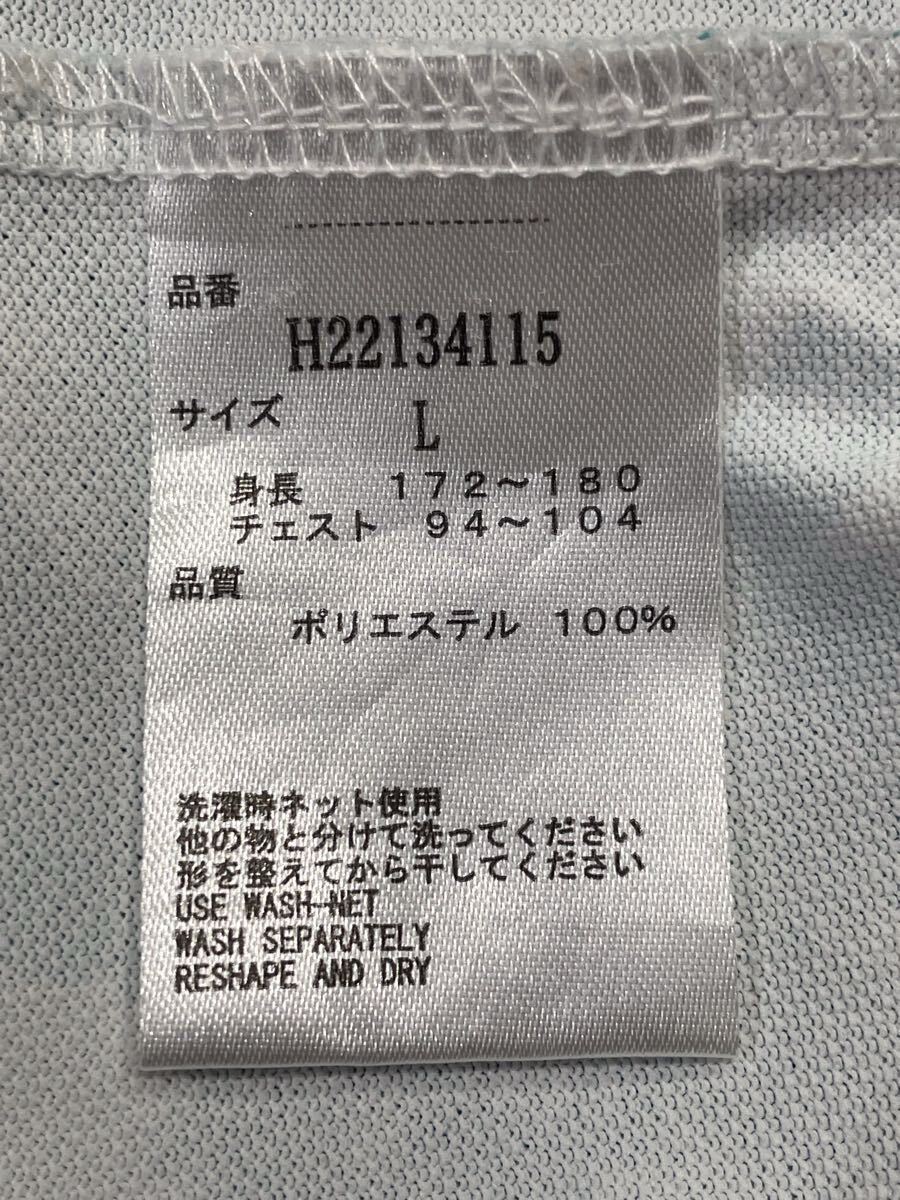 品番
H22134115
サイズ L
身長 172~180
チェスト 94~104
品質
ポリエステル 100%
洗濯時ネット使用
他の物と分けて洗ってください
形を整えてから干してください
USE WASH-NET
WASH SEPARATELY
RESHAPE AND DRY